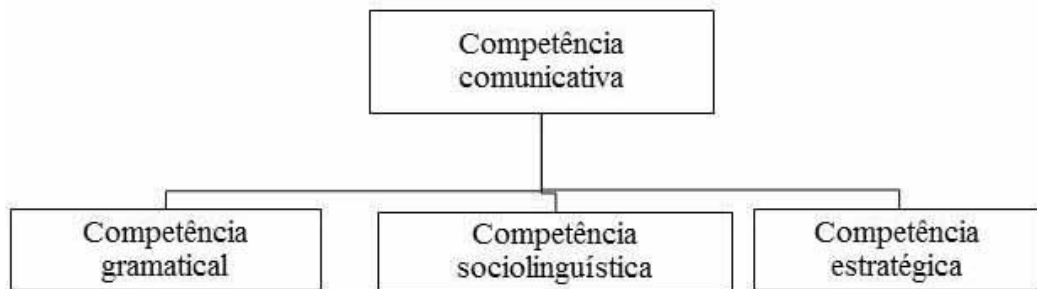 Competência
comunicativa
Competência
gramatical
Competência
sociolinguística
Competência
estratégica